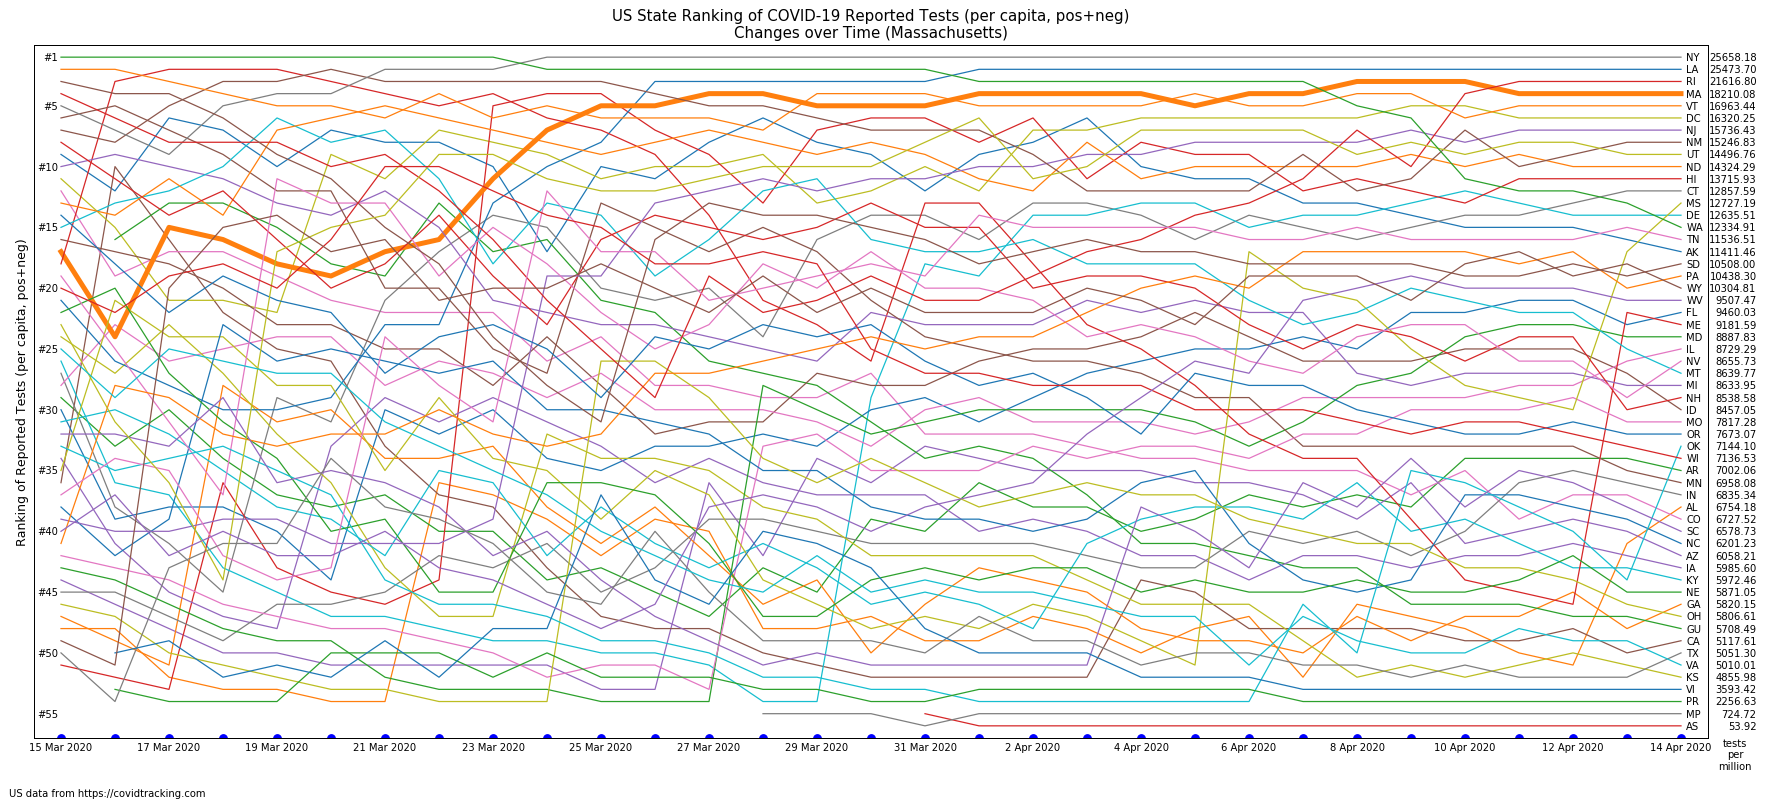 US State Ranking of COVID-19 Reported Tests (per capita, pos+neg)
Changes over Time (Massachusetts)
Ranking of Reported Tests (per capita, pos+neg)
#1
#5
#10
#15
#20
#25
#30
#35
#40
#45
#50
#55
NY 25658.18
LA 25473.70
RI 21616.80
MA 18210.08
VT 16963.44
DC 16320.25
NJ 15736.43
NM 15246.83
UT 14496.76
ND 14324.29
HI 13715.93
CT 12857.59
MS 12727.19
DE 12635.51
WA 12334.91
TN 11536.51
AK 11411.46
SD 10508.00
PA 10438.30
WY 10304.81
WV 9507.47
FL 9460.03
ME 9181.59
MD 8887.83
IL 8729.29
NV 8655.73
MT 8639.77
MI 8633.95
NH 8538.58
ID 8457.05
MO 7817.28
OR 7673.07
OK 7144.10
WI 7136.53
AR 7002.06
MN 6958.08
IN 6835.34
AL 6754.18
CO 6727.52
SC 6578.73
NC 6201.23
AZ 6058.21
IA 5985.60
KY 5972.46
NE 5871.05
GA 5820.15
OH 5806.61
GU 5708.49
CA 5117.61
TX 5051.30
VA 5010.01
KS 4855.98
VI 3593.42
PR 2256.63
MP 724.72
AS 53.92
15 Mar 2020 17 Mar 2020 19 Mar 2020 21 Mar 2020 23 Mar 2020 25 Mar 2020 27 Mar 2020 29 Mar 2020 31 Mar 2020 2 Apr 2020 4 Apr 2020 6 Apr 2020 8 Apr 2020 10 Apr 2020 12 Apr 2020 14 Apr 2020
tests
per
million
US data from https://covidtracking.com